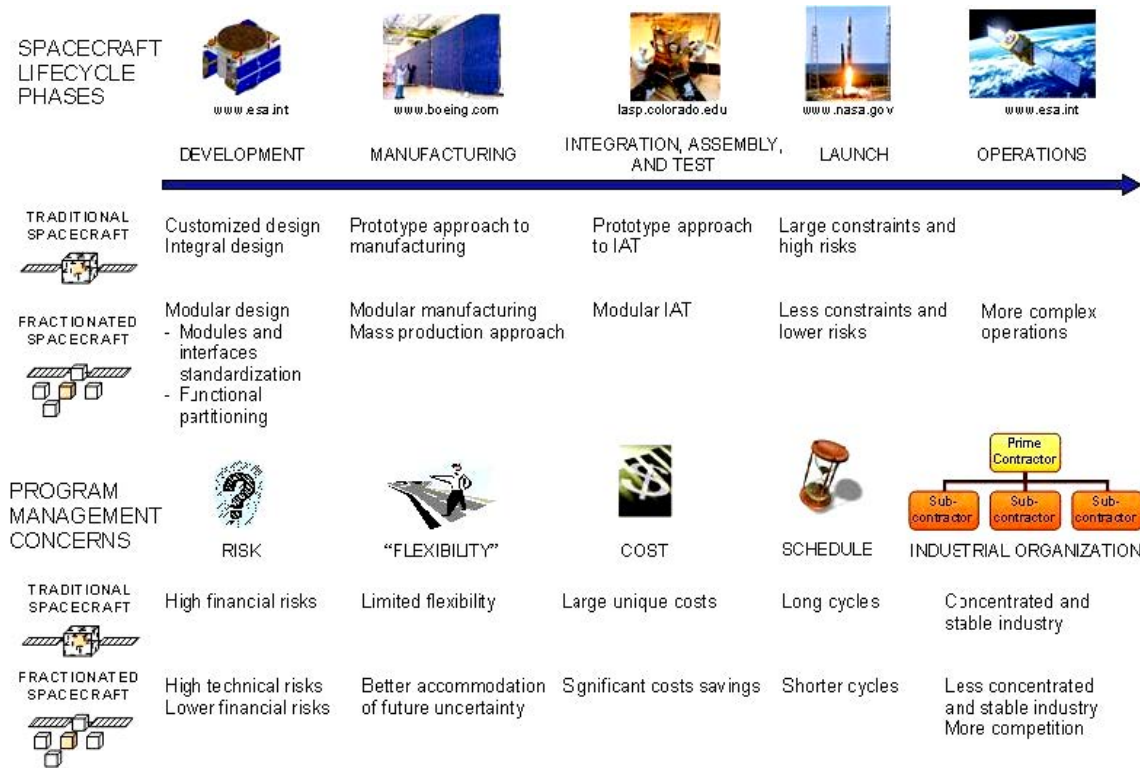 SPACECRAFT
LIFECYCLE
PHASES
www.esa.int
www.boeing.com
lasp.colorado.edu
www.nasa.gov
www.esa.int
DEVELOPMENT
MANUFACTURING
INTEGRATION, ASSEMBLY,
AND TEST
LAUNCH
OPERATIONS
TRADITIONAL
SPACECRAFT
Customized design
Integral design
Prototype approach to
manufacturing
Prototype approach
to IAT
Large constraints and
high risks
FRACTIONATED
SPACECRAFT
Modular design
- Modules and
interfaces
standardization
- Functional
partitioning
Modular manufacturing
Mass production approach
Modular IAT
Less constraints and
lower risks
More complex
operations
PROGRAM
MANAGEMENT
CONCERNS
?
$
Prime
Contractor
Sub-
contractor
Sub-
contractor
Sub-
contractor
RISK
“FLEXIBILITY”
COST
SCHEDULE
INDUSTRIAL ORGANIZATION
TRADITIONAL
SPACECRAFT
High financial risks
Limited flexibility
Large unique costs
Long cycles
Concentrated and
stable industry
FRACTIONATED
SPACECRAFT
High technical risks
Lower financial risks
Better accommodation
of future uncertainty
Significant costs savings
Shorter cycles
Less concentrated
and stable industry
More competition